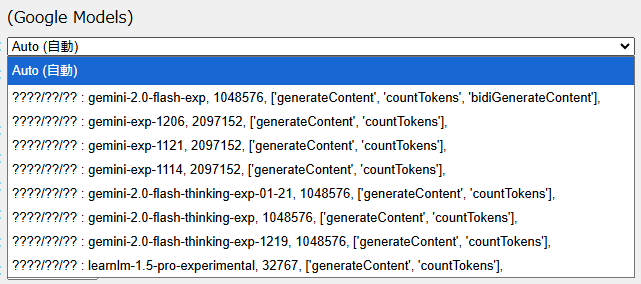 (Google Models)
Auto (自動)
Auto (自動)
????/??/?? : gemini-2.0-flash-exp, 1048576, ['generateContent', 'countTokens', 'bidiGenerateContent'],
????/??/?? : gemini-exp-1206, 2097152, ['generateContent', 'countTokens'],
????/??/?? : gemini-exp-1121, 2097152, ['generateContent', 'countTokens'],
????/??/?? : gemini-exp-1114, 2097152, ['generateContent', 'countTokens'],
????/??/?? : gemini-2.0-flash-thinking-exp-01-21, 1048576, ['generateContent', 'countTokens'],
????/??/?? : gemini-2.0-flash-thinking-exp, 1048576, ['generateContent', 'countTokens'],
????/??/?? : gemini-2.0-flash-thinking-exp-1219, 1048576, ['generateContent', 'countTokens'],
????/??/?? : learnlm-1.5-pro-experimental, 32767, ['generateContent', 'countTokens'],